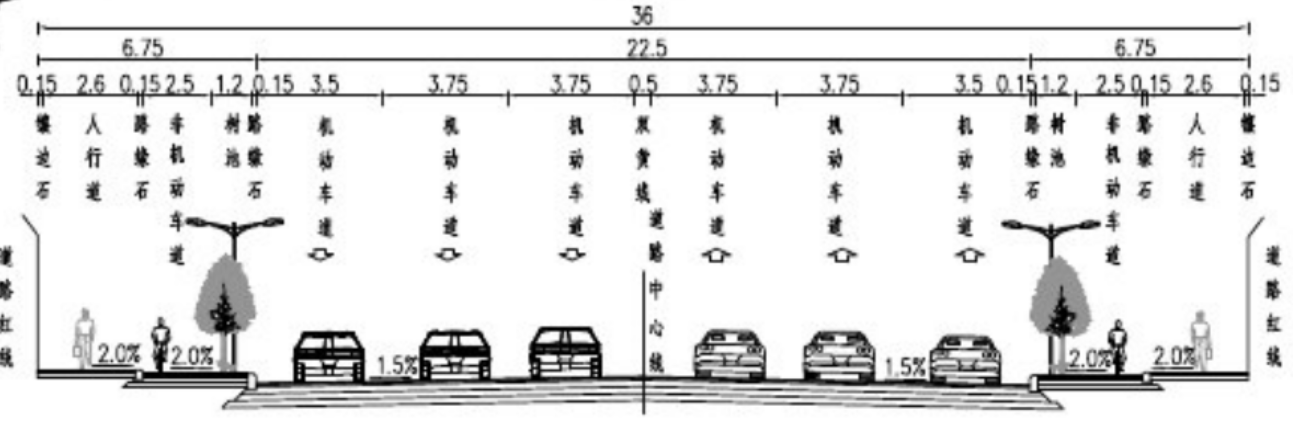 36
6.75 22.5 6.75
0.15 2.6 0.15 2.5 1.2 0.15 3.5 3.75 3.75 0.5 3.75 3.75 3.5 0.15 1.2 2.5 0.15 2.6 0.15
镶边石
人行道
路缘石
非机动车道
树池
路缘石
机动车道
机动车道
机动车道
双黄线
机动车道
机动车道
机动车道
路缘石
树池
非机动车道
路缘石
人行道
镶边石
道路红线
道路中心线
道路红线
2.0% 2.0% 1.5% 1.5% 2.0% 2.0%